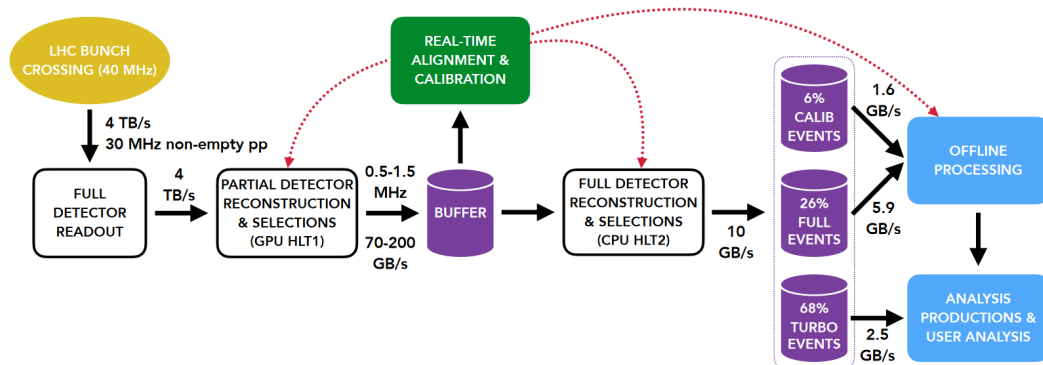 LHC BUNCH
CROSSING (40 MHz)
4 TB/s
30 MHz non-empty pp
FULL
DETECTOR
READOUT
4
TB/s
PARTIAL DETECTOR
RECONSTRUCTION
& SELECTIONS
(GPU HLT1)
0.5-1.5
MHz
70-200
GB/s
REAL-TIME
ALIGNMENT &
CALIBRATION
BUFFER
FULL DETECTOR
RECONSTRUCTION
& SELECTIONS
(CPU HLT2)
10
GB/s
6%
CALIB
EVENTS
1.6
GB/s
26%
FULL
EVENTS
5.9
GB/s
68%
TURBO
EVENTS
2.5
GB/s
OFFLINE
PROCESSING
ANALYSIS
PRODUCTIONS &
USER ANALYSIS